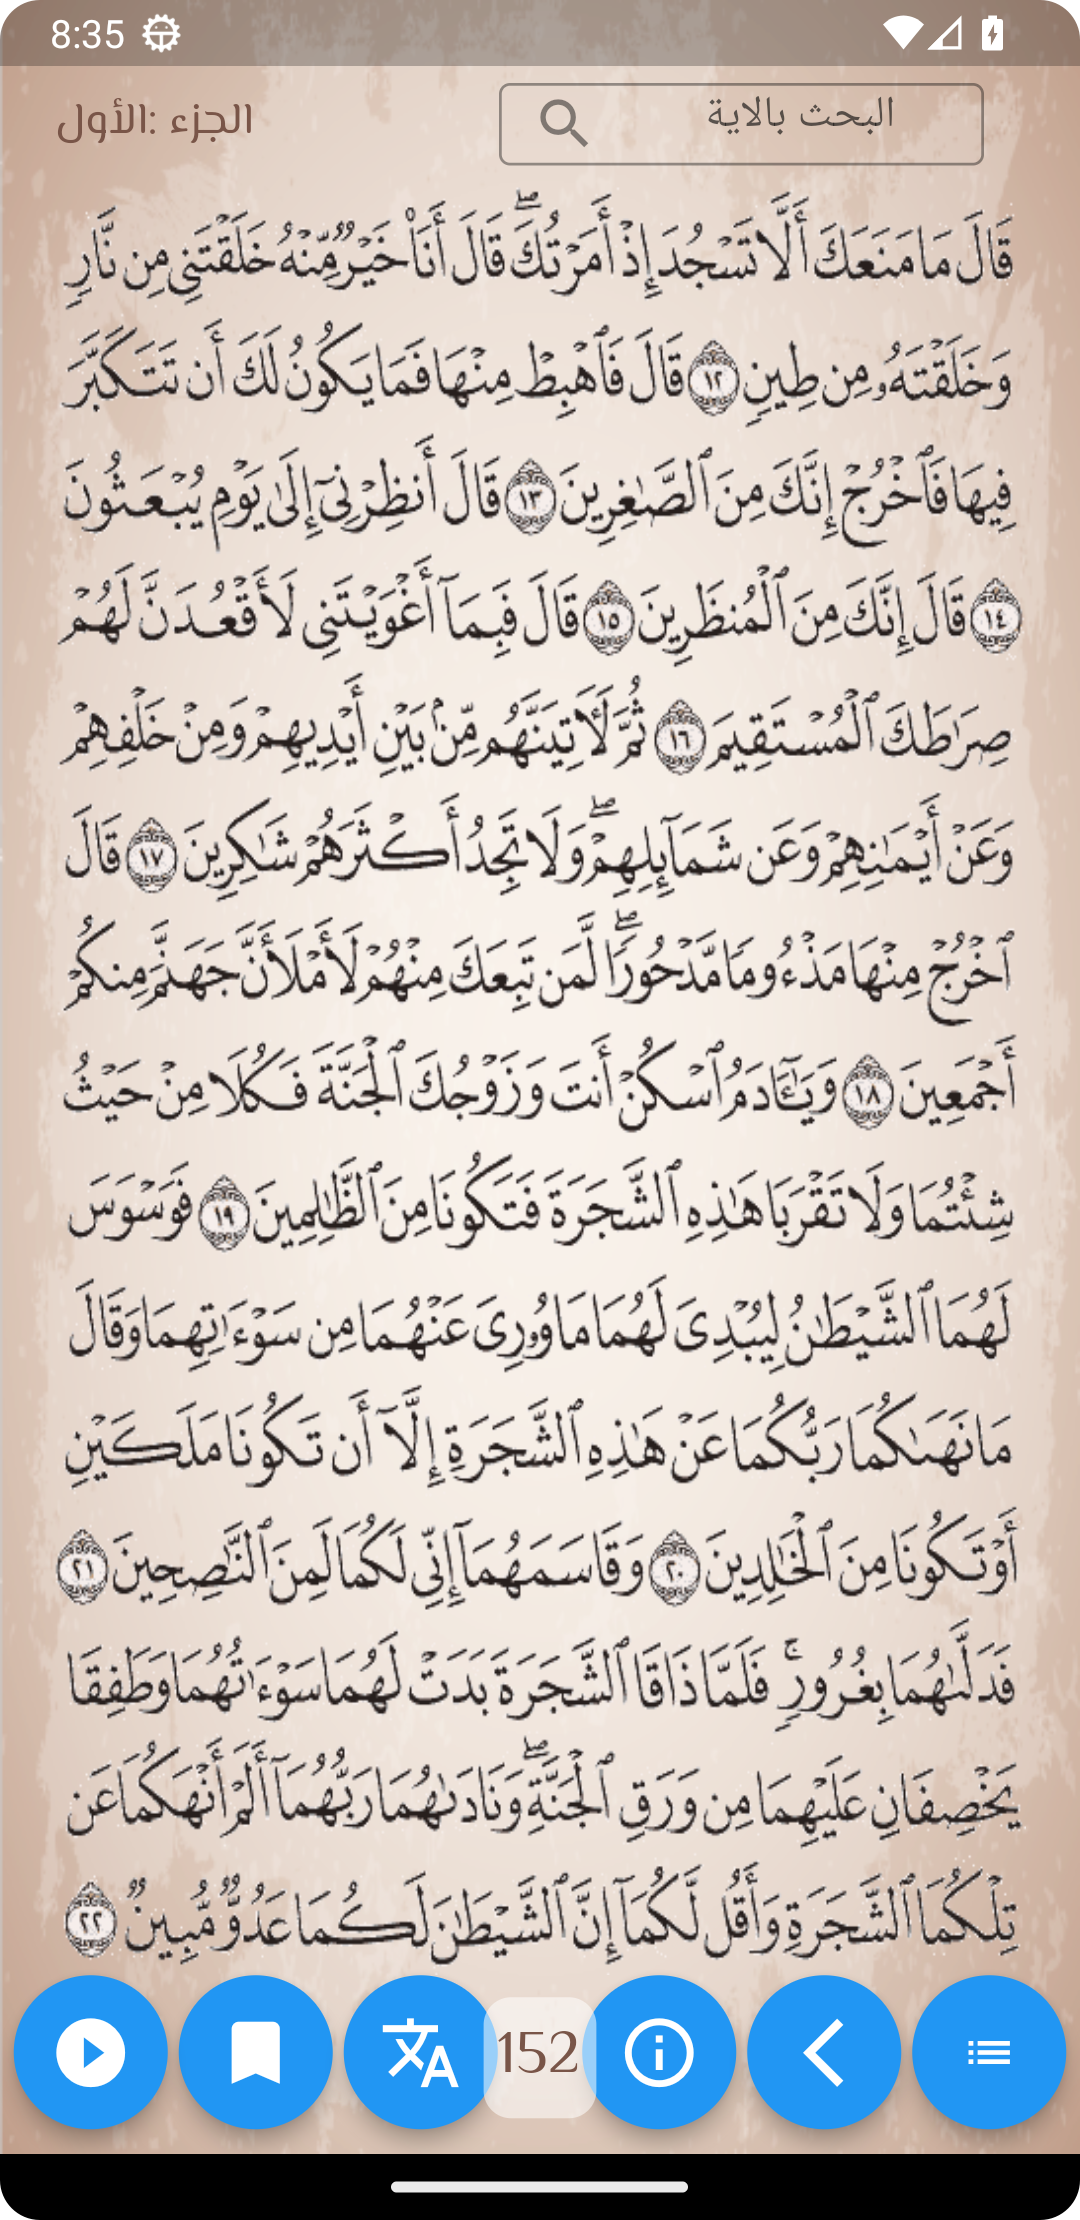 8:35
الجزء :الأول
البحث بالاية
قَالَ مَا مَنَعَكَ أَلَّا تَسْجُدَ إِذْ أَمَرْتُكَ ۖ قَالَ أَنَا۠ خَيْرٌ مِّنْهُ خَلَقْتَنِى مِن نَّارٍ
وَخَلَقْتَهُۥ مِن طِينٍ ١٢ قَالَ فَٱهْبِطْ مِنْهَا فَمَا يَكُونُ لَكَ أَن تَتَكَبَّرَ
فِيهَا فَٱخْرُجْ إِنَّكَ مِنَ ٱلصَّٰغِرِينَ ١٣ قَالَ أَنظِرْنِىٓ إِلَىٰ يَوْمِ يُبْعَثُونَ
١٤ قَالَ إِنَّكَ مِنَ ٱلْمُنظَرِينَ ١٥ قَالَ فَبِمَآ أَغْوَيْتَنِى لَأَقْعُدَنَّ لَهُمْ
صِرَٰطَكَ ٱلْمُسْتَقِيمَ ١٦ ثُمَّ لَـَٔاتِيَنَّهُم مِّنۢ بَيْنِ أَيْدِيهِمْ وَمِنْ خَلْفِهِمْ
وَعَنْ أَيْمَٰنِهِمْ وَعَن شَمَآئِلِهِمْ ۖ وَلَا تَجِدُ أَكْثَرَهُمْ شَٰكِرِينَ ١٧ قَالَ
ٱخْرُجْ مِنْهَا مَذْءُومًا مَّدْحُورًا ۖ لَّمَن تَبِعَكَ مِنْهُمْ لَأَمْلَأَنَّ جَهَنَّمَ مِنكُمْ
أَجْمَعِينَ ١٨ وَيَٰٓـَٔادَمُ ٱسْكُنْ أَنتَ وَزَوْجُكَ ٱلْجَنَّةَ فَكُلَا مِنْ حَيْثُ
شِئْتُمَا وَلَا تَقْرَبَا هَٰذِهِ ٱلشَّجَرَةَ فَتَكُونَا مِنَ ٱلظَّٰلِمِينَ ١٩ فَوَسْوَسَ
لَهُمَا ٱلشَّيْطَٰنُ لِيُبْدِىَ لَهُمَا مَا وُۥرِىَ عَنْهُمَا مِن سَوْءَٰتِهِمَا وَقَالَ
مَا نَهَىٰكُمَا رَبُّكُمَا عَنْ هَٰذِهِ ٱلشَّجَرَةِ إِلَّآ أَن تَكُونَا مَلَكَيْنِ
أَوْ تَكُونَا مِنَ ٱلْخَٰلِدِينَ ٢٠ وَقَاسَمَهُمَآ إِنِّى لَكُمَا لَمِنَ ٱلنَّٰصِحِينَ ٢١
فَدَلَّىٰهُمَا بِغُرُورٍ ۚ فَلَمَّا ذَاقَا ٱلشَّجَرَةَ بَدَتْ لَهُمَا سَوْءَٰتُهُمَا وَطَفِقَا
يَخْصِفَانِ عَلَيْهِمَا مِن وَرَقِ ٱلْجَنَّةِ ۖ وَنَادَىٰهُمَا رَبُّهُمَآ أَلَمْ أَنْهَكُمَا عَن
تِلْكُمَا ٱلشَّجَرَةِ وَأَقُل لَّكُمَآ إِنَّ ٱلشَّيْطَٰنَ لَكُمَا عَدُوٌّ مُّبِينٌ ٢٢
152